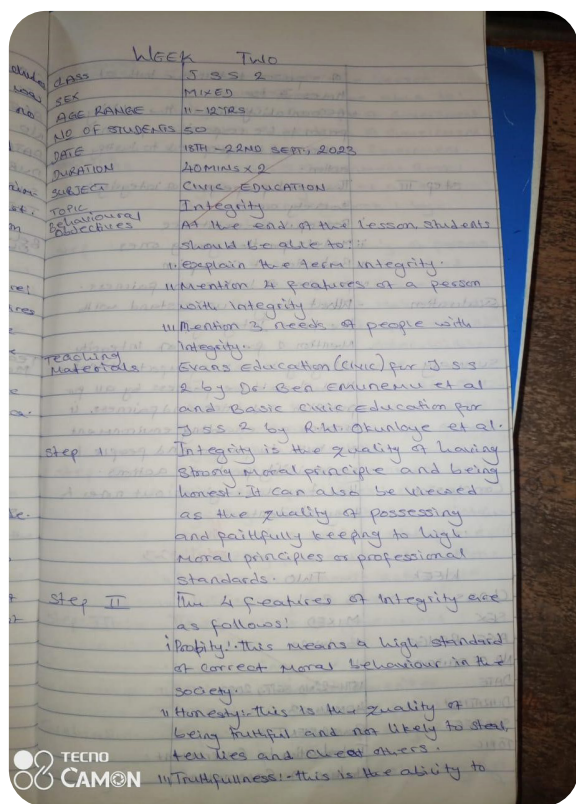 WEEK TWO
CLASS JSS 2
SEX MIXED
AGE RANGE 11-12YRS
NO OF STUDENTS 50
DATE 18TH-22ND SEPT, 2023
DURATION 40MINS x 2
SUBJECT CIVIC EDUCATION
TOPIC Integrity
Behavioural Objectives At the end of the lesson, students
should be able to:
i. explain the term integrity.
ii Mention 4 features of a person
with Integrity
iii Mention 3 needs of people with
Integrity.
Teaching Materials Evans Education (Civic) for JSS
2 by Dr Ben Emunemu et al
and Basic Civic Education for
JSS 2 by R.W. Okunloye et al.
Step I Integrity is the quality of having
strong moral principle and being
honest. It can also be viewed
as the quality of possessing
and faithfully keeping to high
moral principles or professional
standards.
Step II The 4 features of Integrity are
as follows:
i Probity:- This means a high standard
of correct moral behaviour in the
society.
ii Honesty:- This is the quality of
being truthful and not likely to steal,
tell lies and cheat others.
iii Truthfullness:- this is the ability to
TECNO
CAMON